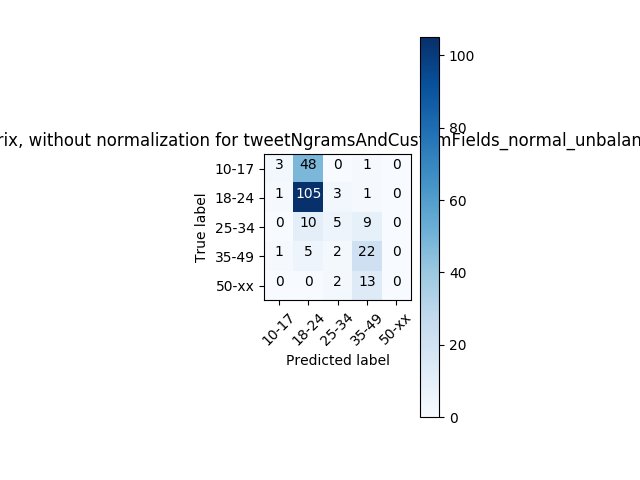 rix, without normalization for tweetNgramsAndCustomFields_normal_unbalan
True label
10-17 3 48 0 1 0
18-24 1 105 3 1 0
25-34 0 10 5 9 0
35-49 1 5 2 22 0
50-xx 0 0 2 13 0
10-17 18-24 25-34 35-49 50-xx
Predicted label
100
80
60
40
20
0